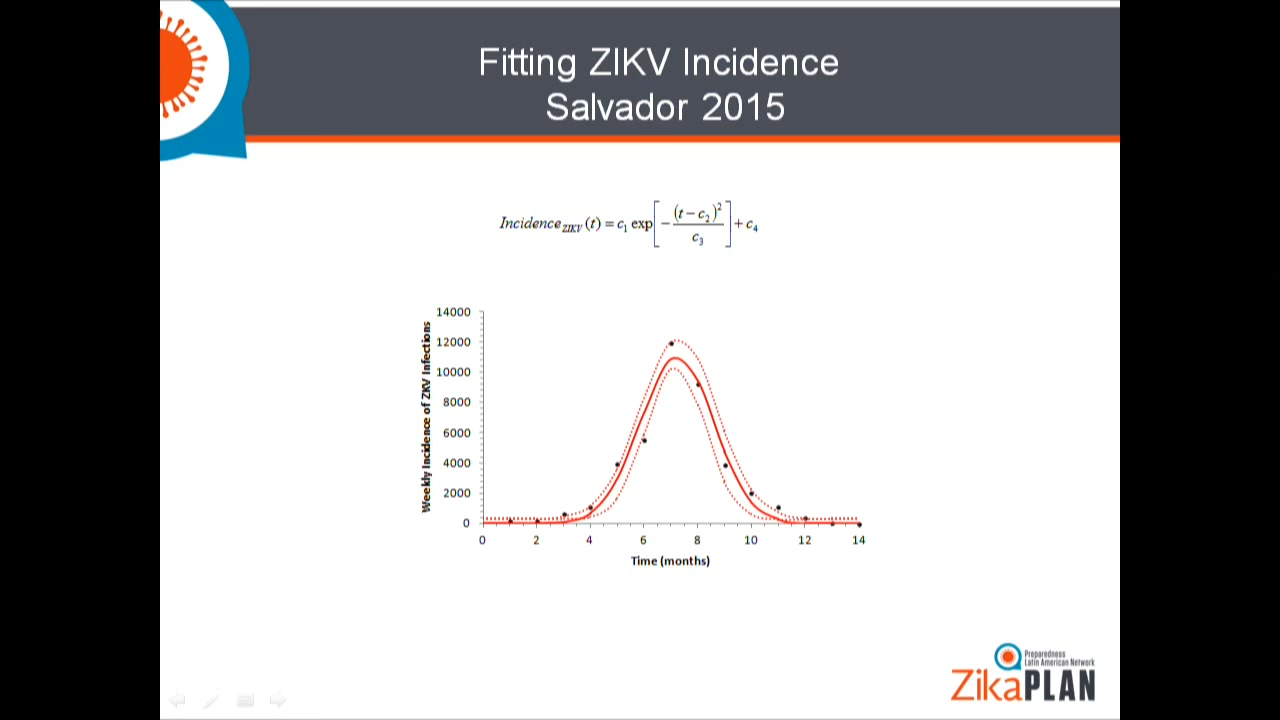 Fitting ZIKV Incidence
Salvador 2015
Incidence_ZIKV (t) = c₁ exp[ − (t − c₂)² / c₃ ] + c₄
Weekly Incidence of ZKV Infections
14000
12000
10000
8000
6000
4000
2000
0
0 2 4 6 8 10 12 14
Time (months)
Preparedness
Latin American Network
ZikaPLAN